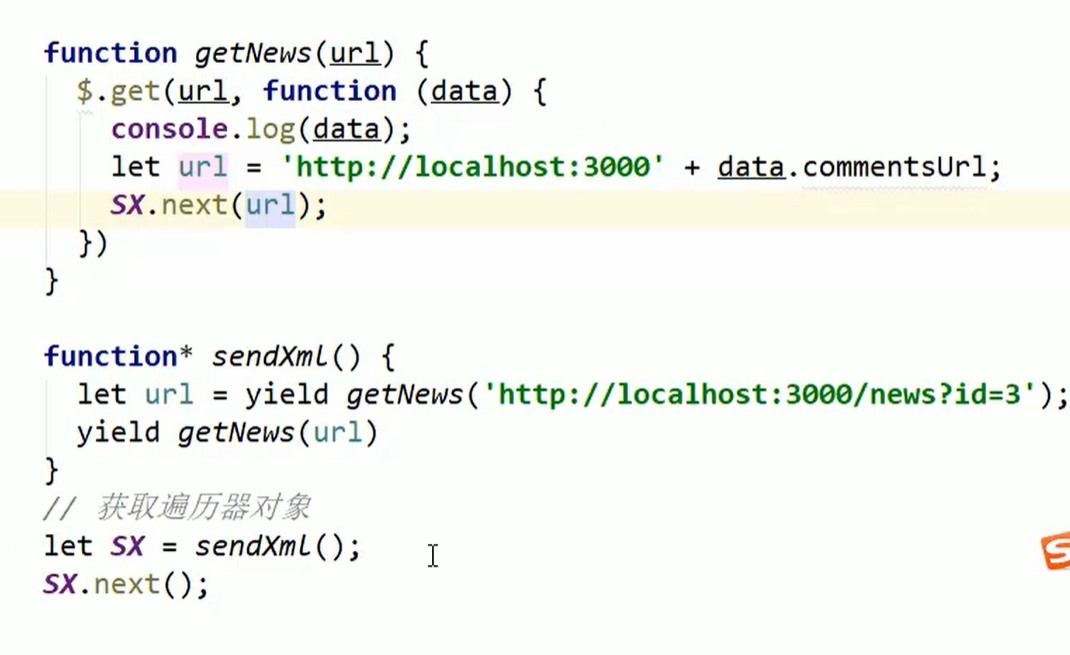 function getNews(url) {
$.get(url, function (data) {
console.log(data);
let url = 'http://localhost:3000' + data.commentsUrl;
SX.next(url);
})
}
function* sendXml() {
let url = yield getNews('http://localhost:3000/news?id=3');
yield getNews(url)
}
// 获取遍历器对象
let SX = sendXml();
SX.next();